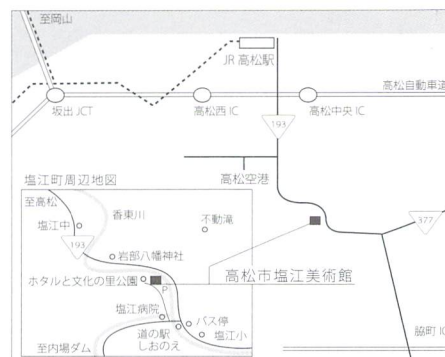 至岡山
JR 高松駅
高松自動車道
坂出 JCT
高松西 IC
高松中央 IC
193
高松空港
塩江町周辺地図
至高松
香東川
不動滝
塩江中
193
377
岩部八幡神社
ホタルと文化の里公園
P
高松市塩江美術館
塩江病院
バス停
道の駅
しおのえ
塩江小
至内場ダム
脇町 IC